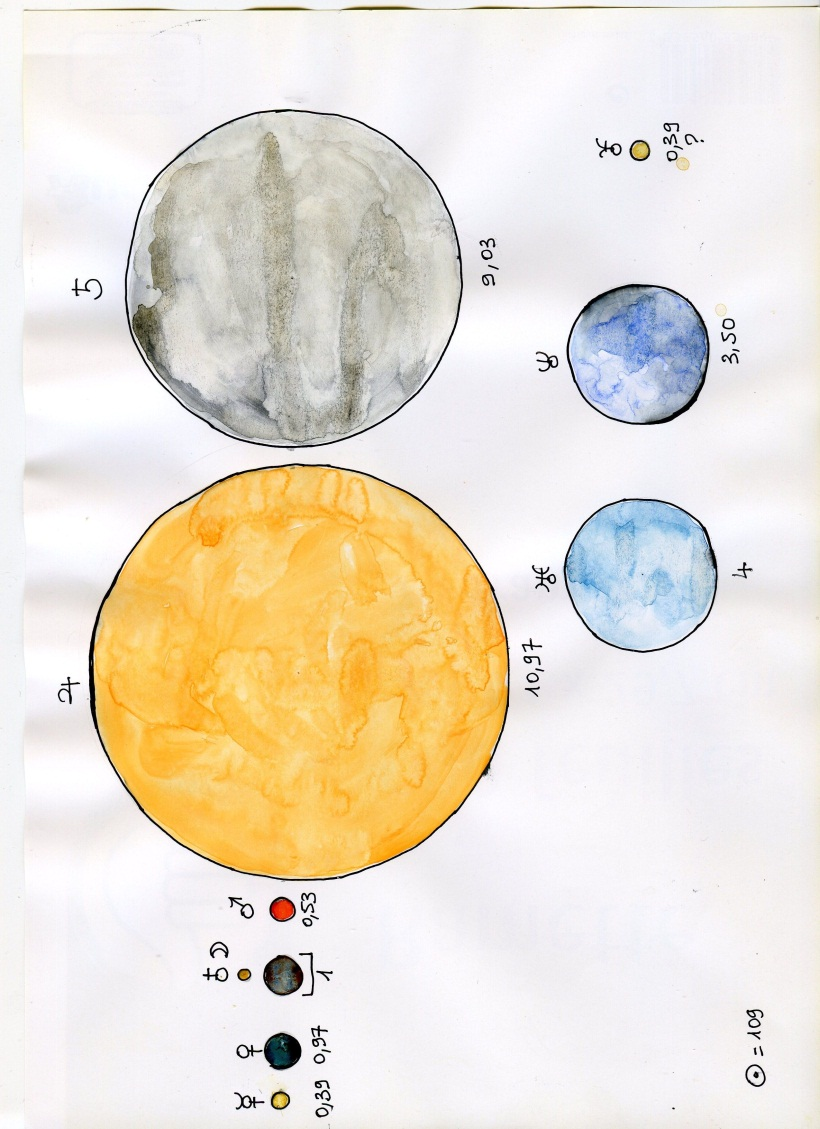 ☿ ♀ ♁ ☽ ♂ ♃ ♄
0,39 0,97 1 0,53 10,97 9,03
♅ ♆
4 3,50 0,39
?
☉ = 109